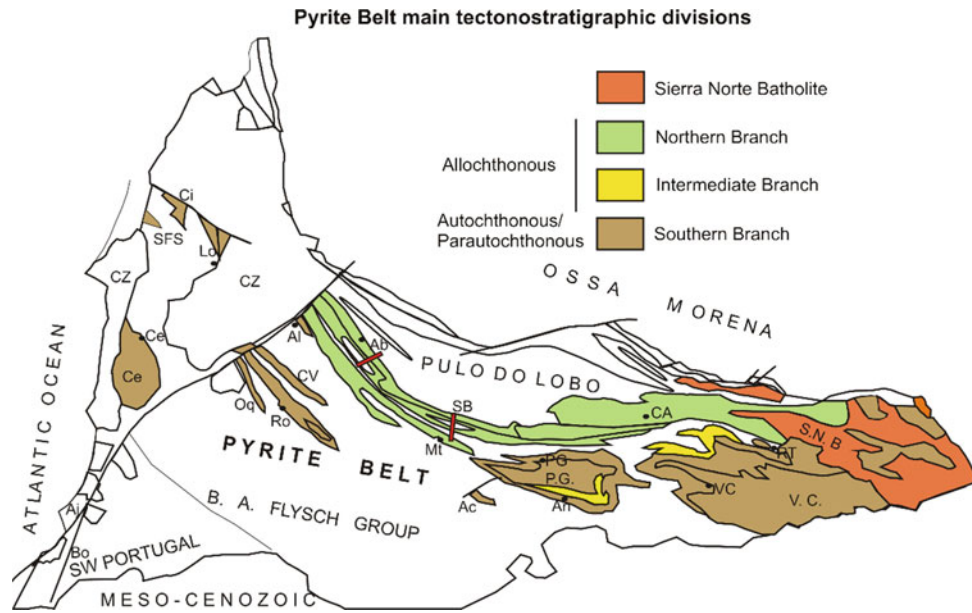 Pyrite Belt main tectonostratigraphic divisions
Sierra Norte Batholite
Allochthonous
Northern Branch
Intermediate Branch
Autochthonous/
Parautochthonous
Southern Branch
Ci
SFS
Lo
CZ
CZ
OSSA MORENA
ATLANTIC OCEAN
Ce
Ce
Al
Ab
PULO DO LOBO
CV
Oq
Ro
SB
CA
Mt
S.N.B
RT
PYRITE BELT
PG
P.G.
VC
V. C.
Ac
An
B. A. FLYSCH GROUP
Aj
Bo
SW PORTUGAL
MESO-CENOZOIC